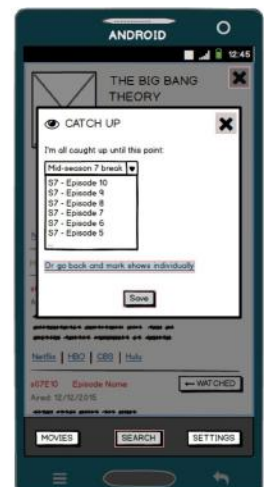 ANDROID
12:45
THE BIG BANG
THEORY
CATCH UP
I'm all caught up until this point:
Mid-season 7 break
S7 - Episode 10
S7 - Episode 9
S7 - Episode 8
S7 - Episode 7
S7 - Episode 6
S7 - Episode 5
Or go back and mark shows individually
Save
Netflix | HBO | CBS | Hulu
s07E10 Episode Name
WATCHED
Aired: 12/12/2015
MOVIES
SEARCH
SETTINGS